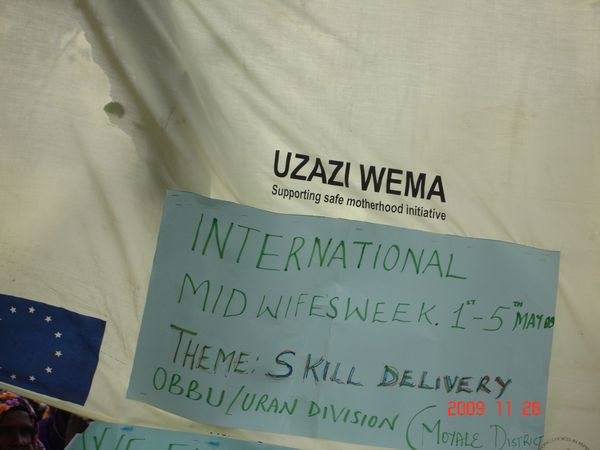 UZAZI WEMA
Supporting safe motherhood initiative
INTERNATIONAL
MIDWIFESWEEK. 1ST-5TH MAY 09
THEME: SKILL DELIVERY
OBBU/URAN DIVISION (MOYALE DISTRICT
2009 11 26